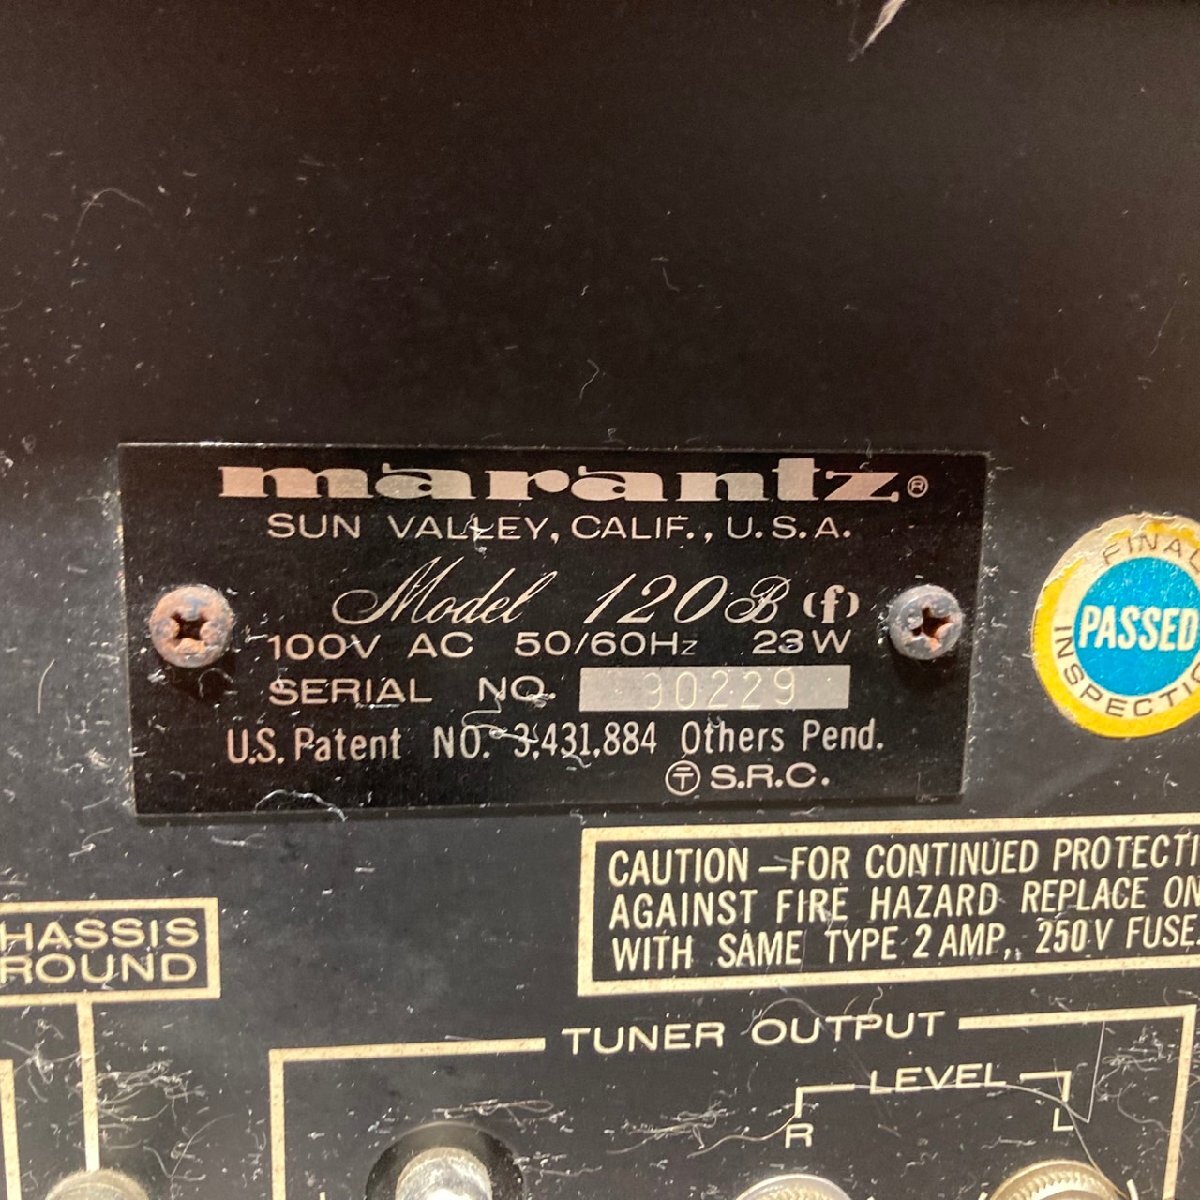 marantz®
SUN VALLEY, CALIF., U.S.A.
Model 120B (f)
100V AC 50/60Hz 23W
SERIAL NO. 90229
U.S. Patent NO. 3,431,884 Others Pend.
Ⓣ S.R.C.
FINAL
PASSED
INSPECTIO
CAUTION—FOR CONTINUED PROTECTI
AGAINST FIRE HAZARD REPLACE ON
WITH SAME TYPE 2 AMP., 250V FUSE.
HASSIS
ROUND
TUNER OUTPUT
LEVEL
R L